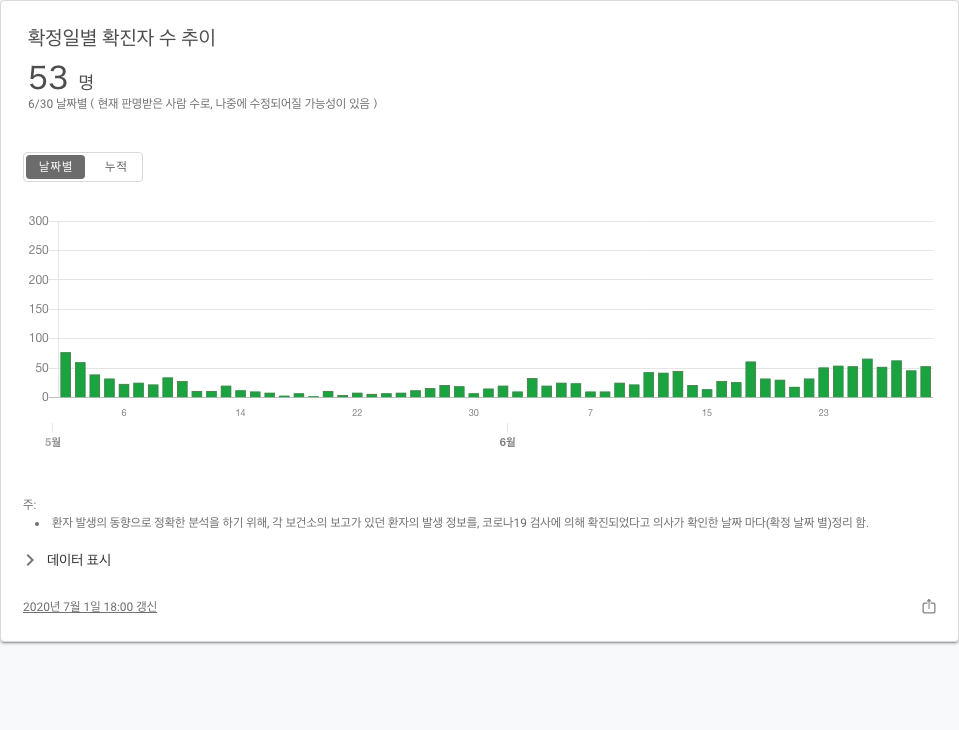 확정일별 확진자 수 추이
53 명
6/30 날짜별 ( 현재 판명받은 사람 수로, 나중에 수정되어질 가능성이 있음 )
날짜별 누적
300
250
200
150
100
50
0
6 14 22 30 7 15 23
5월 6월
주:
• 환자 발생의 동향으로 정확한 분석을 하기 위해, 각 보건소의 보고가 있던 환자의 발생 정보를, 코로나19 검사에 의해 확진되었다고 의사가 확인한 날짜 마다(확정 날짜 별)정리 함.
데이터 표시
2020년 7월 1일 18:00 갱신